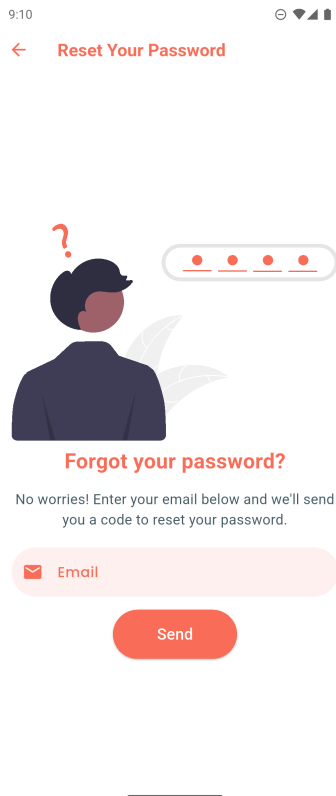 9:10
Reset Your Password
?
Forgot your password?
No worries! Enter your email below and we'll send
you a code to reset your password.
Email
Send